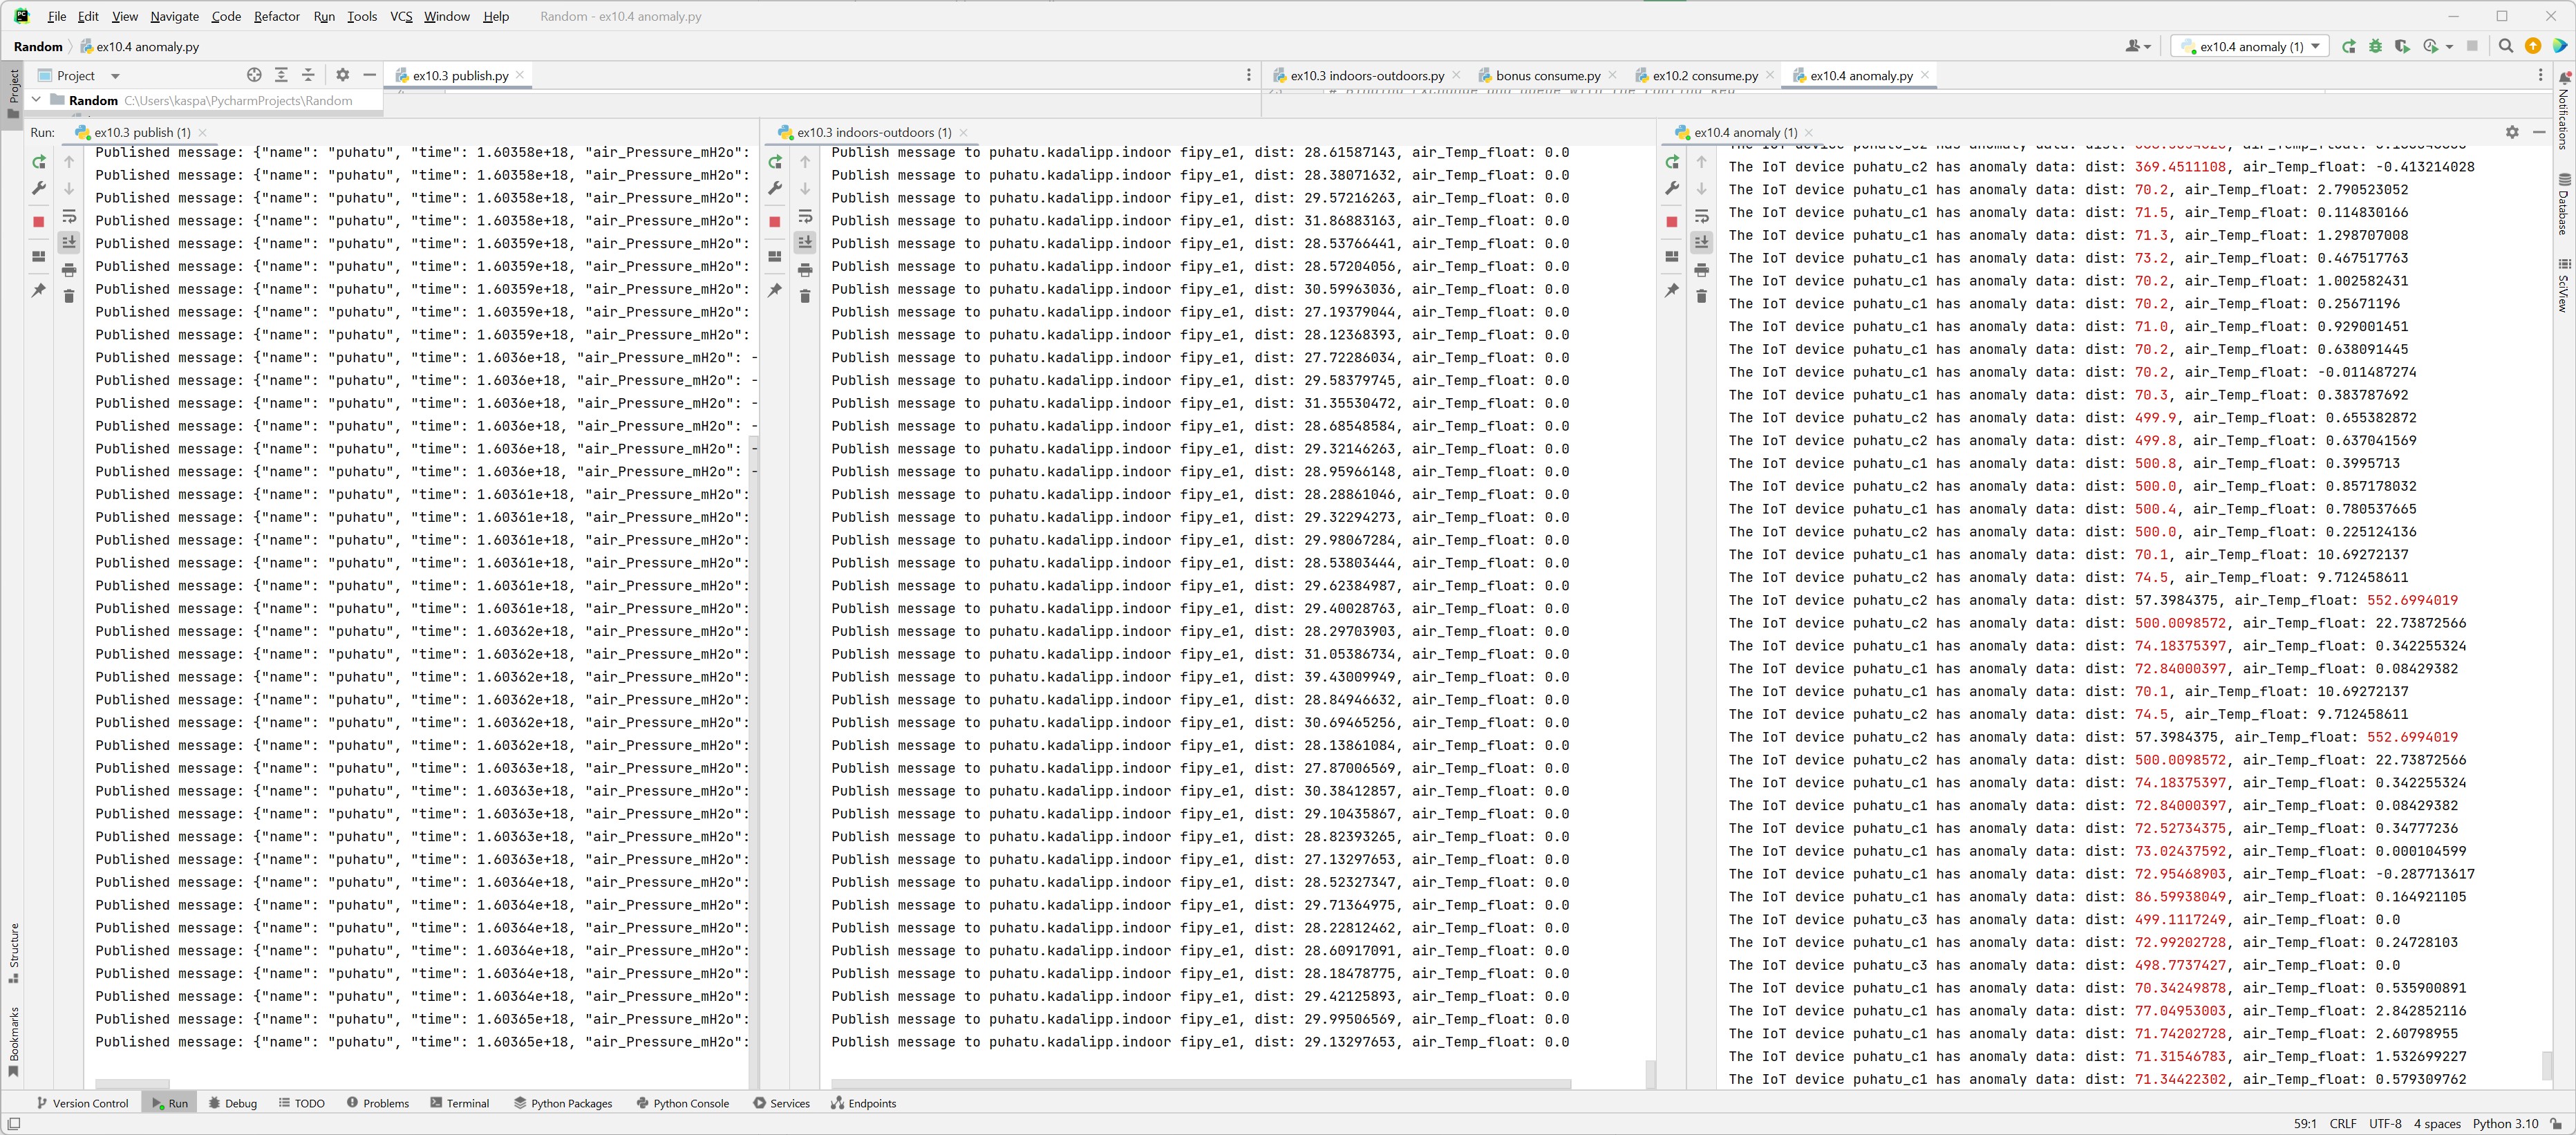 File Edit View Navigate Code Refactor Run Tools VCS Window Help Random - ex10.4 anomaly.py
Random ex10.4 anomaly.py ex10.4 anomaly (1)
Project ex10.3 publish.py ex10.3 indoors-outdoors.py bonus consume.py ex10.2 consume.py ex10.4 anomaly.py
Random C:\Users\kaspa\PycharmProjects\Random
Project
Structure
Bookmarks
Notifications
Database
SciView
Run: ex10.3 publish (1)
Published message: {"name": "puhatu", "time": 1.60358e+18, "air_Pressure_mH2o":
Published message: {"name": "puhatu", "time": 1.60358e+18, "air_Pressure_mH2o":
Published message: {"name": "puhatu", "time": 1.60358e+18, "air_Pressure_mH2o":
Published message: {"name": "puhatu", "time": 1.60358e+18, "air_Pressure_mH2o":
Published message: {"name": "puhatu", "time": 1.60359e+18, "air_Pressure_mH2o":
Published message: {"name": "puhatu", "time": 1.60359e+18, "air_Pressure_mH2o":
Published message: {"name": "puhatu", "time": 1.60359e+18, "air_Pressure_mH2o":
Published message: {"name": "puhatu", "time": 1.60359e+18, "air_Pressure_mH2o":
Published message: {"name": "puhatu", "time": 1.60359e+18, "air_Pressure_mH2o":
Published message: {"name": "puhatu", "time": 1.6036e+18, "air_Pressure_mH2o": -
Published message: {"name": "puhatu", "time": 1.6036e+18, "air_Pressure_mH2o": -
Published message: {"name": "puhatu", "time": 1.6036e+18, "air_Pressure_mH2o": -
Published message: {"name": "puhatu", "time": 1.6036e+18, "air_Pressure_mH2o": -
Published message: {"name": "puhatu", "time": 1.6036e+18, "air_Pressure_mH2o": -
Published message: {"name": "puhatu", "time": 1.6036e+18, "air_Pressure_mH2o": -
Published message: {"name": "puhatu", "time": 1.60361e+18, "air_Pressure_mH2o":
Published message: {"name": "puhatu", "time": 1.60361e+18, "air_Pressure_mH2o":
Published message: {"name": "puhatu", "time": 1.60361e+18, "air_Pressure_mH2o":
Published message: {"name": "puhatu", "time": 1.60361e+18, "air_Pressure_mH2o":
Published message: {"name": "puhatu", "time": 1.60361e+18, "air_Pressure_mH2o":
Published message: {"name": "puhatu", "time": 1.60361e+18, "air_Pressure_mH2o":
Published message: {"name": "puhatu", "time": 1.60362e+18, "air_Pressure_mH2o":
Published message: {"name": "puhatu", "time": 1.60362e+18, "air_Pressure_mH2o":
Published message: {"name": "puhatu", "time": 1.60362e+18, "air_Pressure_mH2o":
Published message: {"name": "puhatu", "time": 1.60362e+18, "air_Pressure_mH2o":
Published message: {"name": "puhatu", "time": 1.60362e+18, "air_Pressure_mH2o":
Published message: {"name": "puhatu", "time": 1.60362e+18, "air_Pressure_mH2o":
Published message: {"name": "puhatu", "time": 1.60363e+18, "air_Pressure_mH2o":
Published message: {"name": "puhatu", "time": 1.60363e+18, "air_Pressure_mH2o":
Published message: {"name": "puhatu", "time": 1.60363e+18, "air_Pressure_mH2o":
Published message: {"name": "puhatu", "time": 1.60363e+18, "air_Pressure_mH2o":
Published message: {"name": "puhatu", "time": 1.60363e+18, "air_Pressure_mH2o":
Published message: {"name": "puhatu", "time": 1.60364e+18, "air_Pressure_mH2o":
Published message: {"name": "puhatu", "time": 1.60364e+18, "air_Pressure_mH2o":
Published message: {"name": "puhatu", "time": 1.60364e+18, "air_Pressure_mH2o":
Published message: {"name": "puhatu", "time": 1.60364e+18, "air_Pressure_mH2o":
Published message: {"name": "puhatu", "time": 1.60364e+18, "air_Pressure_mH2o":
Published message: {"name": "puhatu", "time": 1.60364e+18, "air_Pressure_mH2o":
Published message: {"name": "puhatu", "time": 1.60365e+18, "air_Pressure_mH2o":
Published message: {"name": "puhatu", "time": 1.60365e+18, "air_Pressure_mH2o":
ex10.3 indoors-outdoors (1)
Publish message to puhatu.kadalipp.indoor fipy_e1, dist: 28.61587143, air_Temp_float: 0.0
Publish message to puhatu.kadalipp.indoor fipy_e1, dist: 28.38071632, air_Temp_float: 0.0
Publish message to puhatu.kadalipp.indoor fipy_e1, dist: 29.57216263, air_Temp_float: 0.0
Publish message to puhatu.kadalipp.indoor fipy_e1, dist: 31.86883163, air_Temp_float: 0.0
Publish message to puhatu.kadalipp.indoor fipy_e1, dist: 28.53766441, air_Temp_float: 0.0
Publish message to puhatu.kadalipp.indoor fipy_e1, dist: 28.57204056, air_Temp_float: 0.0
Publish message to puhatu.kadalipp.indoor fipy_e1, dist: 30.59963036, air_Temp_float: 0.0
Publish message to puhatu.kadalipp.indoor fipy_e1, dist: 27.19379044, air_Temp_float: 0.0
Publish message to puhatu.kadalipp.indoor fipy_e1, dist: 28.12368393, air_Temp_float: 0.0
Publish message to puhatu.kadalipp.indoor fipy_e1, dist: 27.72286034, air_Temp_float: 0.0
Publish message to puhatu.kadalipp.indoor fipy_e1, dist: 29.58379745, air_Temp_float: 0.0
Publish message to puhatu.kadalipp.indoor fipy_e1, dist: 31.35530472, air_Temp_float: 0.0
Publish message to puhatu.kadalipp.indoor fipy_e1, dist: 28.68548584, air_Temp_float: 0.0
Publish message to puhatu.kadalipp.indoor fipy_e1, dist: 29.32146263, air_Temp_float: 0.0
Publish message to puhatu.kadalipp.indoor fipy_e1, dist: 28.95966148, air_Temp_float: 0.0
Publish message to puhatu.kadalipp.indoor fipy_e1, dist: 28.28861046, air_Temp_float: 0.0
Publish message to puhatu.kadalipp.indoor fipy_e1, dist: 29.32294273, air_Temp_float: 0.0
Publish message to puhatu.kadalipp.indoor fipy_e1, dist: 29.98067284, air_Temp_float: 0.0
Publish message to puhatu.kadalipp.indoor fipy_e1, dist: 28.53803444, air_Temp_float: 0.0
Publish message to puhatu.kadalipp.indoor fipy_e1, dist: 29.62384987, air_Temp_float: 0.0
Publish message to puhatu.kadalipp.indoor fipy_e1, dist: 29.40028763, air_Temp_float: 0.0
Publish message to puhatu.kadalipp.indoor fipy_e1, dist: 28.29703903, air_Temp_float: 0.0
Publish message to puhatu.kadalipp.indoor fipy_e1, dist: 31.05386734, air_Temp_float: 0.0
Publish message to puhatu.kadalipp.indoor fipy_e1, dist: 39.43009949, air_Temp_float: 0.0
Publish message to puhatu.kadalipp.indoor fipy_e1, dist: 28.84946632, air_Temp_float: 0.0
Publish message to puhatu.kadalipp.indoor fipy_e1, dist: 30.69465256, air_Temp_float: 0.0
Publish message to puhatu.kadalipp.indoor fipy_e1, dist: 28.13861084, air_Temp_float: 0.0
Publish message to puhatu.kadalipp.indoor fipy_e1, dist: 27.87006569, air_Temp_float: 0.0
Publish message to puhatu.kadalipp.indoor fipy_e1, dist: 30.38412857, air_Temp_float: 0.0
Publish message to puhatu.kadalipp.indoor fipy_e1, dist: 29.10435867, air_Temp_float: 0.0
Publish message to puhatu.kadalipp.indoor fipy_e1, dist: 28.82393265, air_Temp_float: 0.0
Publish message to puhatu.kadalipp.indoor fipy_e1, dist: 27.13297653, air_Temp_float: 0.0
Publish message to puhatu.kadalipp.indoor fipy_e1, dist: 28.52327347, air_Temp_float: 0.0
Publish message to puhatu.kadalipp.indoor fipy_e1, dist: 29.71364975, air_Temp_float: 0.0
Publish message to puhatu.kadalipp.indoor fipy_e1, dist: 28.22812462, air_Temp_float: 0.0
Publish message to puhatu.kadalipp.indoor fipy_e1, dist: 28.60917091, air_Temp_float: 0.0
Publish message to puhatu.kadalipp.indoor fipy_e1, dist: 28.18478775, air_Temp_float: 0.0
Publish message to puhatu.kadalipp.indoor fipy_e1, dist: 29.42125893, air_Temp_float: 0.0
Publish message to puhatu.kadalipp.indoor fipy_e1, dist: 29.99506569, air_Temp_float: 0.0
Publish message to puhatu.kadalipp.indoor fipy_e1, dist: 29.13297653, air_Temp_float: 0.0
ex10.4 anomaly (1)
The IoT device puhatu_c2 has anomaly data: dist: 369.4511108, air_Temp_float: -0.413214028
The IoT device puhatu_c1 has anomaly data: dist: 70.2, air_Temp_float: 2.790523052
The IoT device puhatu_c1 has anomaly data: dist: 71.5, air_Temp_float: 0.114830166
The IoT device puhatu_c1 has anomaly data: dist: 71.3, air_Temp_float: 1.298707008
The IoT device puhatu_c1 has anomaly data: dist: 73.2, air_Temp_float: 0.467517763
The IoT device puhatu_c1 has anomaly data: dist: 70.2, air_Temp_float: 1.002582431
The IoT device puhatu_c1 has anomaly data: dist: 70.2, air_Temp_float: 0.25671196
The IoT device puhatu_c1 has anomaly data: dist: 71.0, air_Temp_float: 0.929001451
The IoT device puhatu_c1 has anomaly data: dist: 70.2, air_Temp_float: 0.638091445
The IoT device puhatu_c1 has anomaly data: dist: 70.2, air_Temp_float: -0.011487274
The IoT device puhatu_c1 has anomaly data: dist: 70.3, air_Temp_float: 0.383787692
The IoT device puhatu_c2 has anomaly data: dist: 499.9, air_Temp_float: 0.655382872
The IoT device puhatu_c2 has anomaly data: dist: 499.8, air_Temp_float: 0.637041569
The IoT device puhatu_c1 has anomaly data: dist: 500.8, air_Temp_float: 0.3995713
The IoT device puhatu_c2 has anomaly data: dist: 500.0, air_Temp_float: 0.857178032
The IoT device puhatu_c1 has anomaly data: dist: 500.4, air_Temp_float: 0.780537665
The IoT device puhatu_c2 has anomaly data: dist: 500.0, air_Temp_float: 0.225124136
The IoT device puhatu_c1 has anomaly data: dist: 70.1, air_Temp_float: 10.69272137
The IoT device puhatu_c2 has anomaly data: dist: 74.5, air_Temp_float: 9.712458611
The IoT device puhatu_c2 has anomaly data: dist: 57.3984375, air_Temp_float: 552.6994019
The IoT device puhatu_c2 has anomaly data: dist: 500.0098572, air_Temp_float: 22.73872566
The IoT device puhatu_c1 has anomaly data: dist: 74.18375397, air_Temp_float: 0.342255324
The IoT device puhatu_c1 has anomaly data: dist: 72.84000397, air_Temp_float: 0.08429382
The IoT device puhatu_c1 has anomaly data: dist: 70.1, air_Temp_float: 10.69272137
The IoT device puhatu_c2 has anomaly data: dist: 74.5, air_Temp_float: 9.712458611
The IoT device puhatu_c2 has anomaly data: dist: 57.3984375, air_Temp_float: 552.6994019
The IoT device puhatu_c2 has anomaly data: dist: 500.0098572, air_Temp_float: 22.73872566
The IoT device puhatu_c1 has anomaly data: dist: 74.18375397, air_Temp_float: 0.342255324
The IoT device puhatu_c1 has anomaly data: dist: 72.84000397, air_Temp_float: 0.08429382
The IoT device puhatu_c1 has anomaly data: dist: 72.52734375, air_Temp_float: 0.34777236
The IoT device puhatu_c1 has anomaly data: dist: 73.02437592, air_Temp_float: 0.000104599
The IoT device puhatu_c1 has anomaly data: dist: 72.95468903, air_Temp_float: -0.287713617
The IoT device puhatu_c1 has anomaly data: dist: 86.59938049, air_Temp_float: 0.164921105
The IoT device puhatu_c3 has anomaly data: dist: 499.1117249, air_Temp_float: 0.0
The IoT device puhatu_c1 has anomaly data: dist: 72.99202728, air_Temp_float: 0.24728103
The IoT device puhatu_c3 has anomaly data: dist: 498.7737427, air_Temp_float: 0.0
The IoT device puhatu_c1 has anomaly data: dist: 70.34249878, air_Temp_float: 0.535900891
The IoT device puhatu_c1 has anomaly data: dist: 77.04953003, air_Temp_float: 2.842852116
The IoT device puhatu_c1 has anomaly data: dist: 71.74202728, air_Temp_float: 2.60798955
The IoT device puhatu_c1 has anomaly data: dist: 71.31546783, air_Temp_float: 1.532699227
The IoT device puhatu_c1 has anomaly data: dist: 71.34422302, air_Temp_float: 0.579309762
Version Control Run Debug TODO Problems Terminal Python Packages Python Console Services Endpoints
59:1 CRLF UTF-8 4 spaces Python 3.10